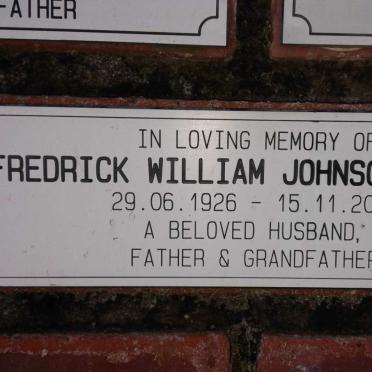 FATHER
IN LOVING MEMORY OF
FREDRICK WILLIAM JOHNSO
29.06.1926 - 15.11.20
A BELOVED HUSBAND,
FATHER & GRANDFATHER